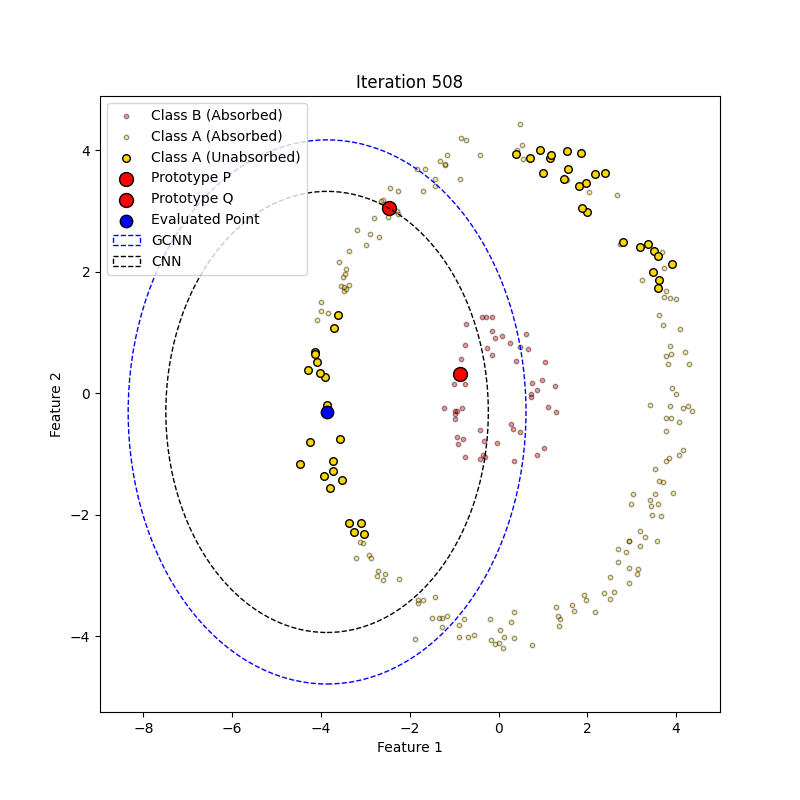 Iteration 508
Class B (Absorbed)
Class A (Absorbed)
Class A (Unabsorbed)
Prototype P
Prototype Q
Evaluated Point
GCNN
CNN
4
2
0
−2
−4
Feature 2
−8
−6
−4
−2
0
2
4
Feature 1